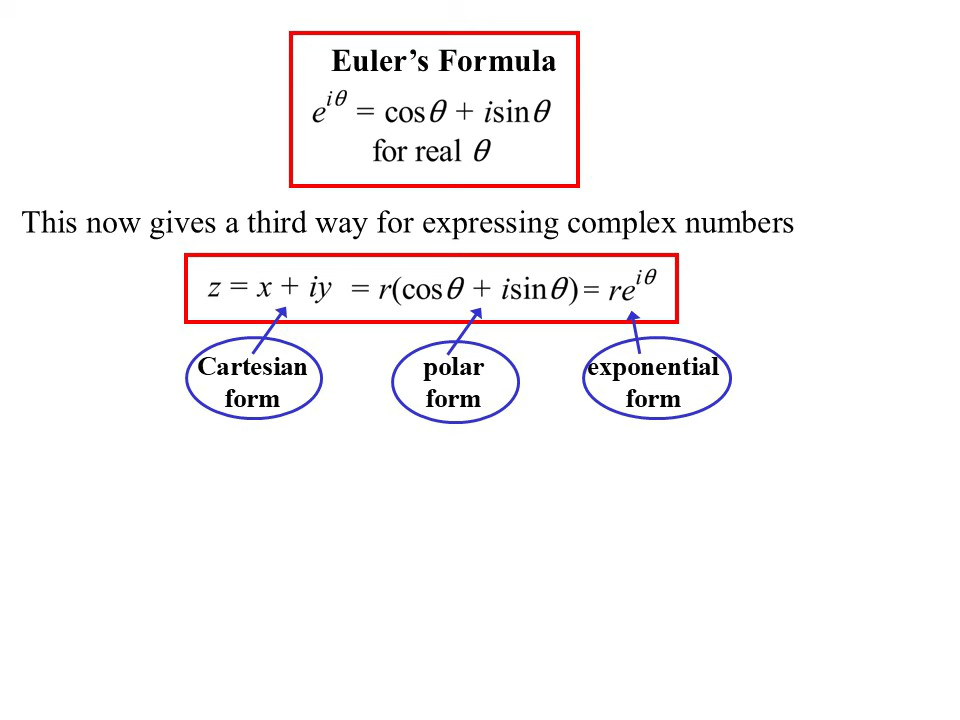 Euler’s Formula
e^{iθ} = cosθ + isinθ
for real θ
This now gives a third way for expressing complex numbers
z = x + iy = r(cosθ + isinθ) = re^{iθ}
Cartesian polar exponential
form form form